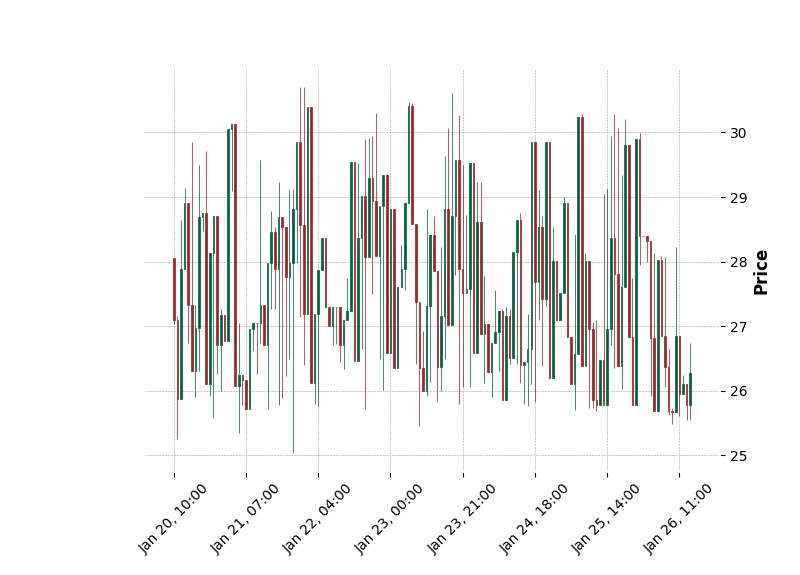 30
29
28
27
26
25
Price
Jan 20, 10:00
Jan 21, 07:00
Jan 22, 04:00
Jan 23, 00:00
Jan 23, 21:00
Jan 24, 18:00
Jan 25, 14:00
Jan 26, 11:00